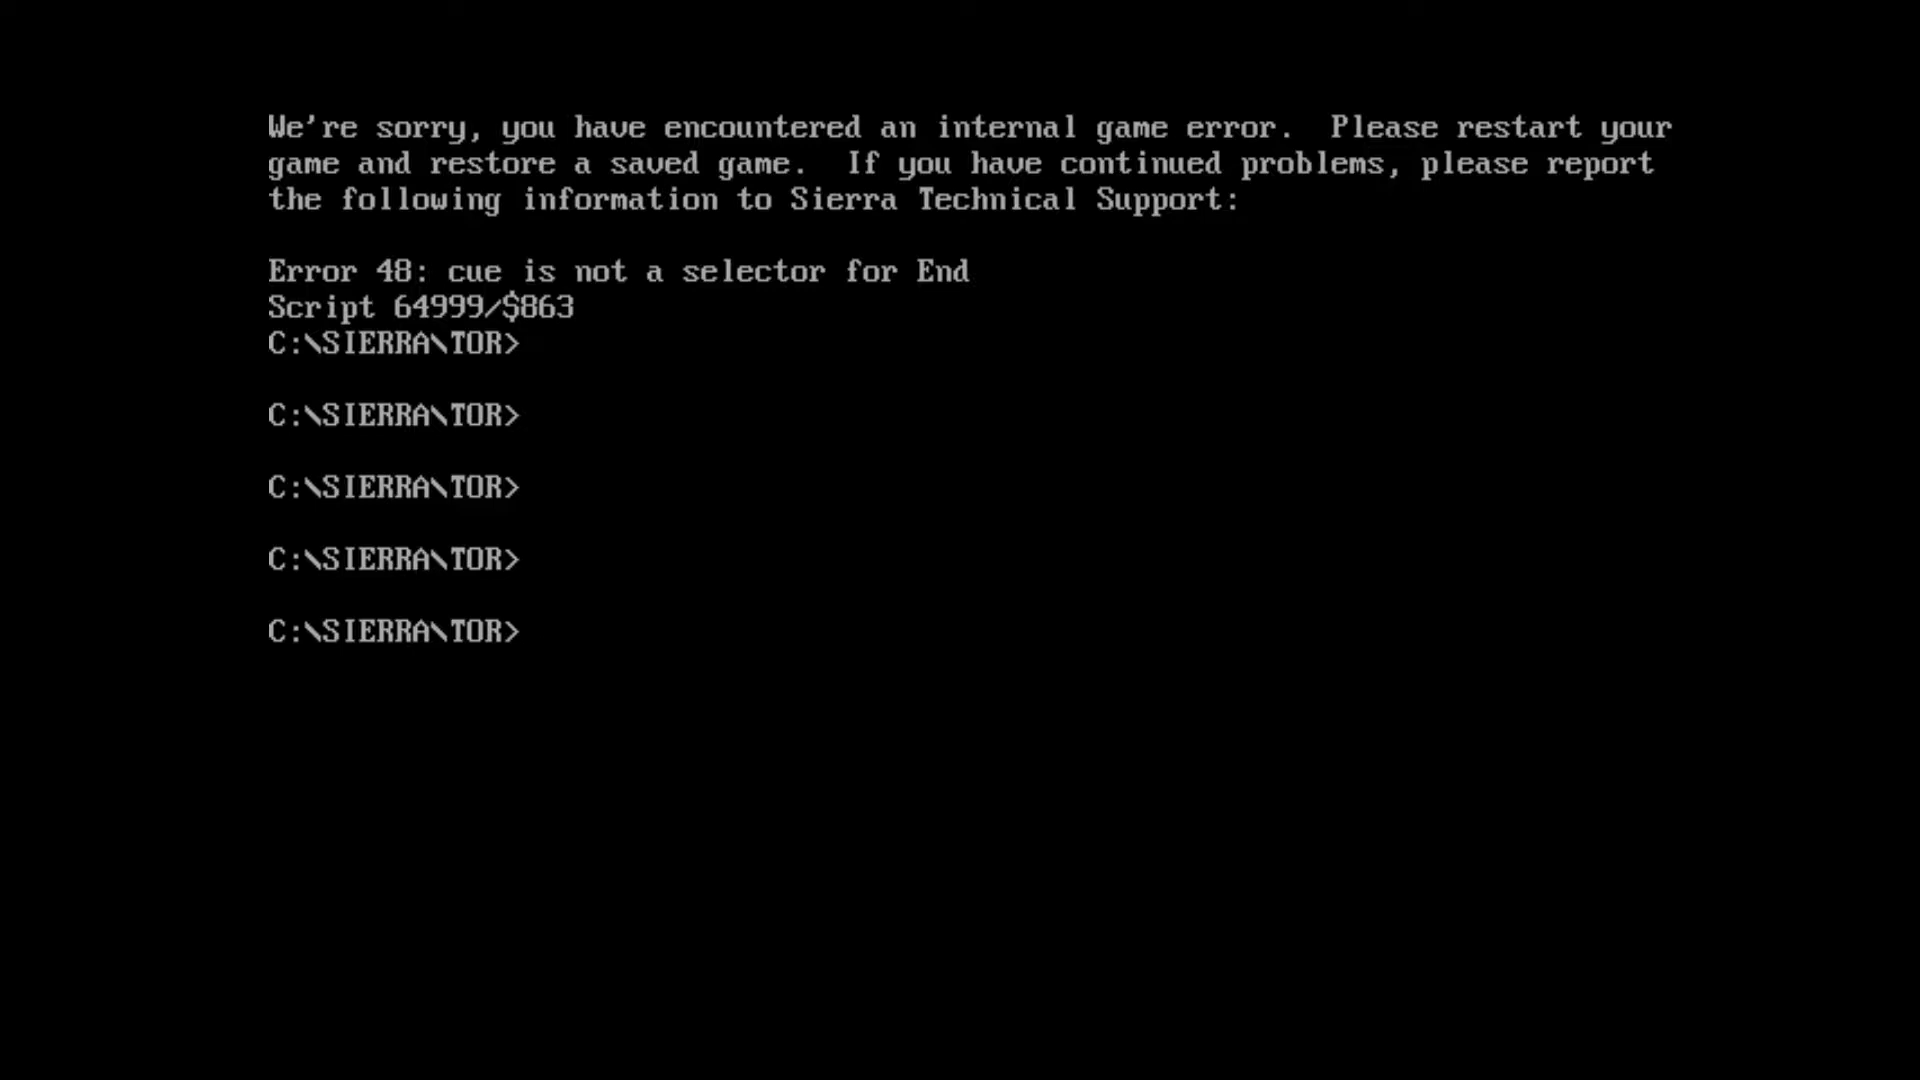 We're sorry, you have encountered an internal game error.  Please restart your
game and restore a saved game.  If you have continued problems, please report
the following information to Sierra Technical Support:
Error 48: cue is not a selector for End
Script 64999/$863
C:\SIERRA\TOR>
C:\SIERRA\TOR>
C:\SIERRA\TOR>
C:\SIERRA\TOR>
C:\SIERRA\TOR>